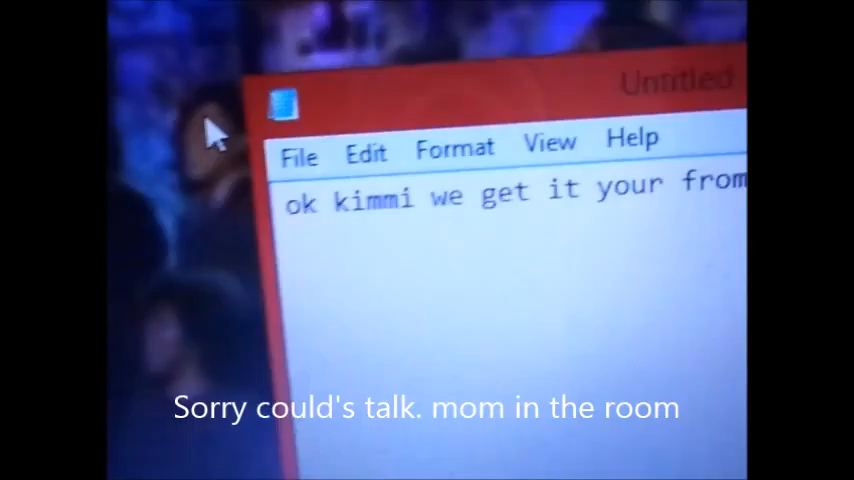 Untitled
File Edit Format View Help
ok kimmi we get it your from
Sorry could's talk. mom in the room